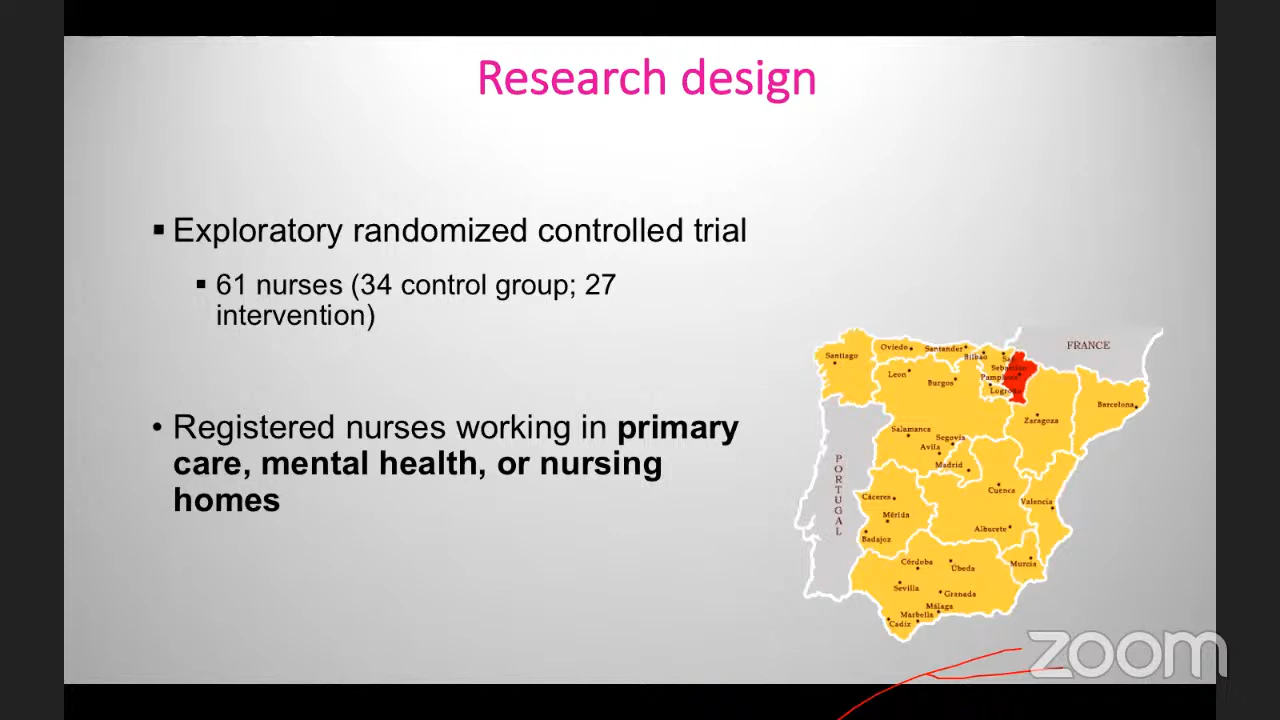 Research design
▪ Exploratory randomized controlled trial
▪ 61 nurses (34 control group; 27
intervention)
• Registered nurses working in primary
care, mental health, or nursing
homes
FRANCE
Santiago
Oviedo
Santander
Bilbao
San
Sebastian
Leon
Burgos
Pamplona
Logroño
Barcelona
Zaragoza
Salamanca
Segovia
Avila
Madrid
PORTUGAL
Cáceres
Cuenca
Valencia
Mérida
Albacete
Badajoz
Córdoba
Úbeda
Murcia
Sevilla
Granada
Málaga
Marbella
Cadiz
zoom